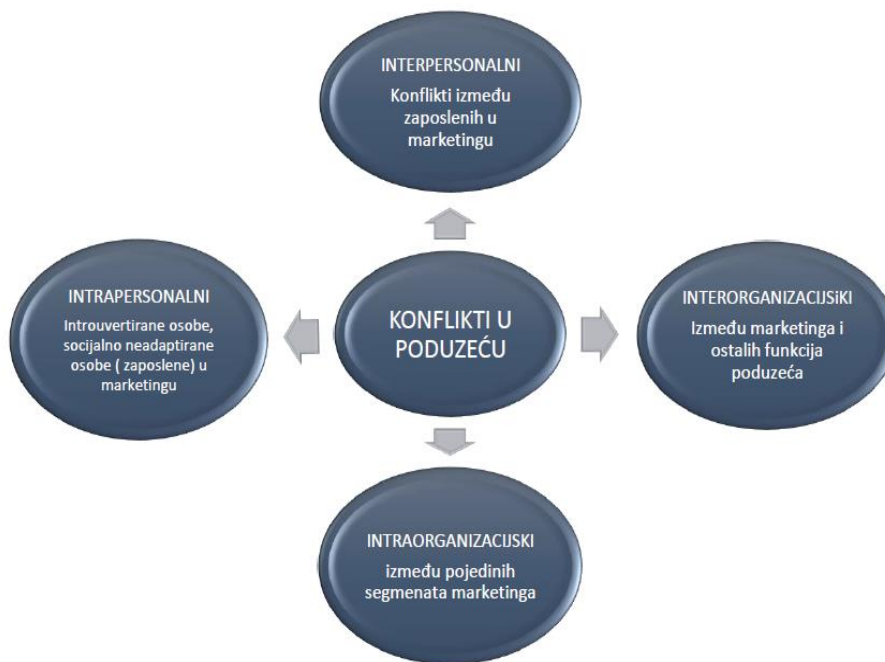 INTERPERSONALNI
Konflikti između
zaposlenih u
marketingu
INTRAPERSONALNI
Introuvertirane osobe,
socijalno neadaptirane
osobe ( zaposlene) u
marketingu
KONFLIKTI U
PODUZEĆU
INTERORGANIZACIJSiKI
Između marketinga i
ostalih funkcija
poduzeća
INTRAORGANIZACIJSKI
između pojedinih
segmenata marketinga